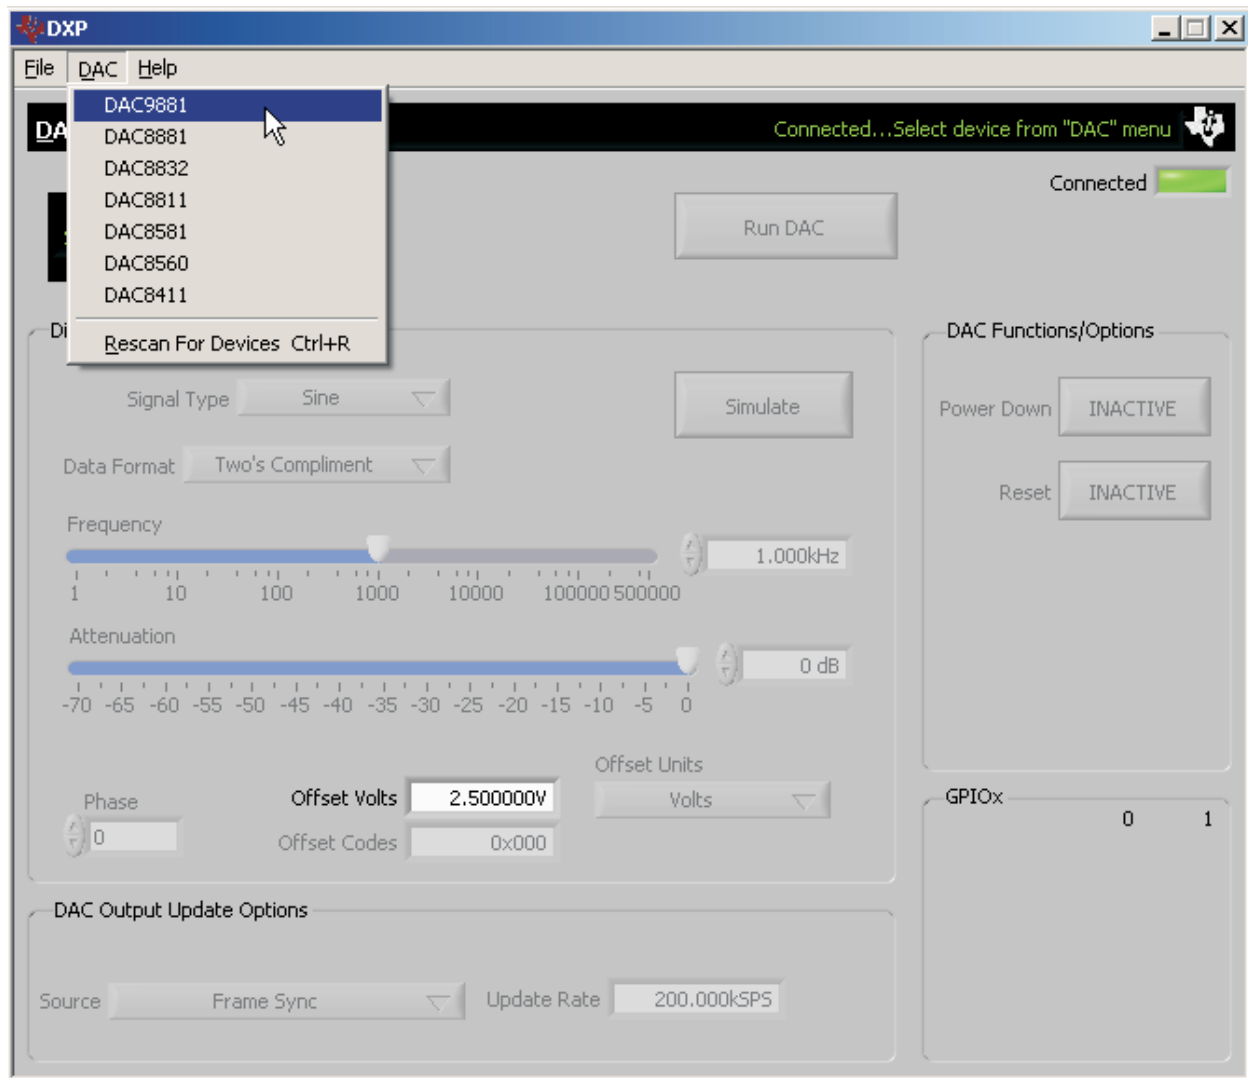 DXP
File DAC Help
DAC9881
DA
Connected...Select device from "DAC" menu
DAC8881
DAC8832
Connected
DAC8811
DAC8581
Run DAC
DAC8560
DAC8411
Di
DAC Functions/Options
Rescan For Devices Ctrl+R
Signal Type Sine
Simulate
Power Down INACTIVE
Data Format Two's Compliment
Reset INACTIVE
Frequency
1.000kHz
1 10 100 1000 10000 100000 500000
Attenuation
0 dB
-70 -65 -60 -55 -50 -45 -40 -35 -30 -25 -20 -15 -10 -5 0
Offset Units
Phase
Offset Volts 2.500000V
Volts
0
Offset Codes 0x000
GPIOx
0 1
DAC Output Update Options
Source Frame Sync Update Rate 200.000kSPS